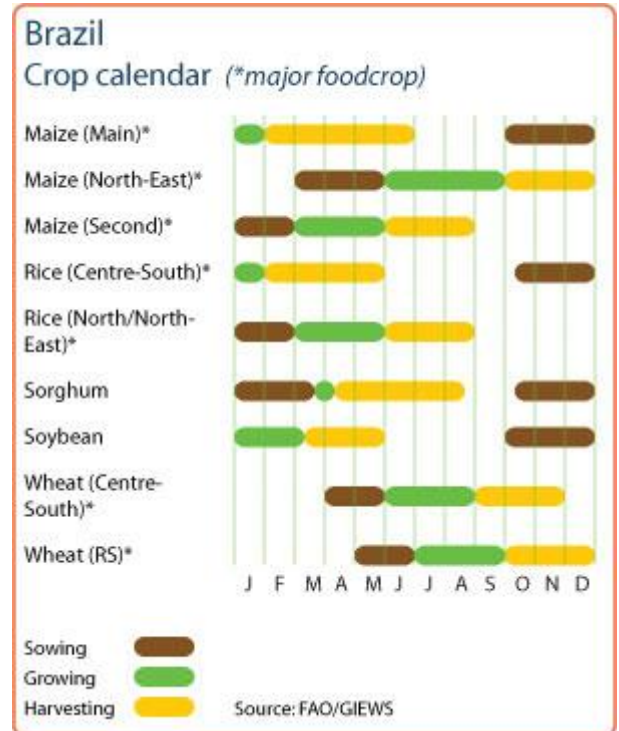 Brazil
Crop calendar (*major foodcrop)
Maize (Main)*
Maize (North-East)*
Maize (Second)*
Rice (Centre-South)*
Rice (North/North-
East)*
Sorghum
Soybean
Wheat (Centre-
South)*
Wheat (RS)*
J F M A M J J A S O N D
Sowing
Growing
Harvesting Source: FAO/GIEWS